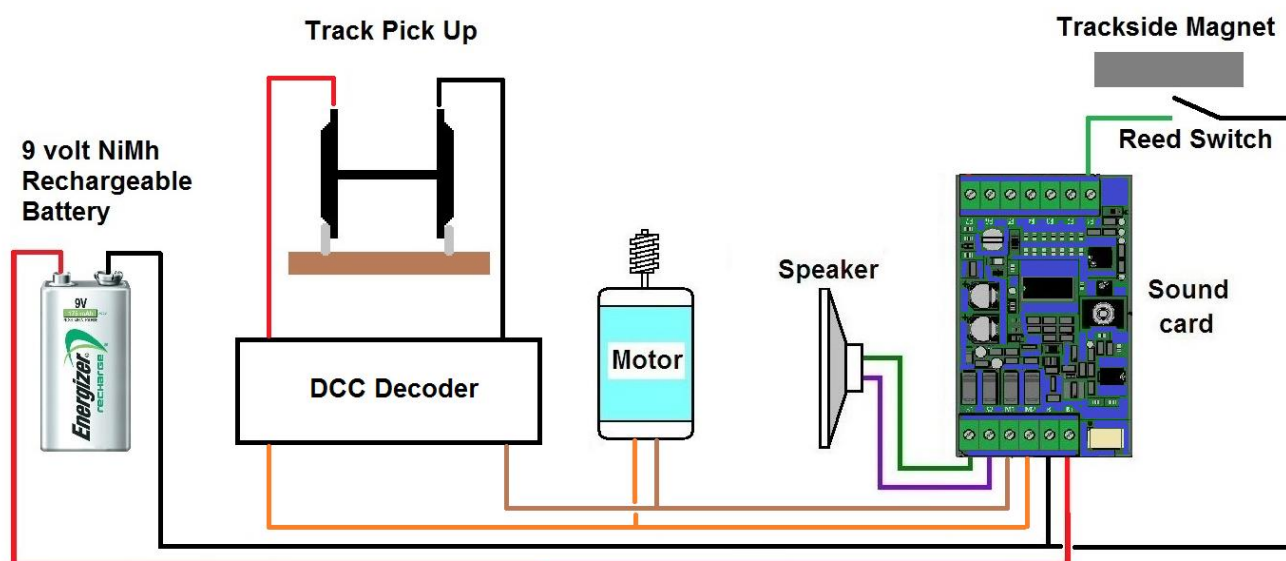 Track Pick Up
Trackside Magnet
Reed Switch
9 volt NiMh
Rechargeable
Battery
9V
Energizer
RECHARGE
Speaker
Sound
card
Motor
DCC Decoder